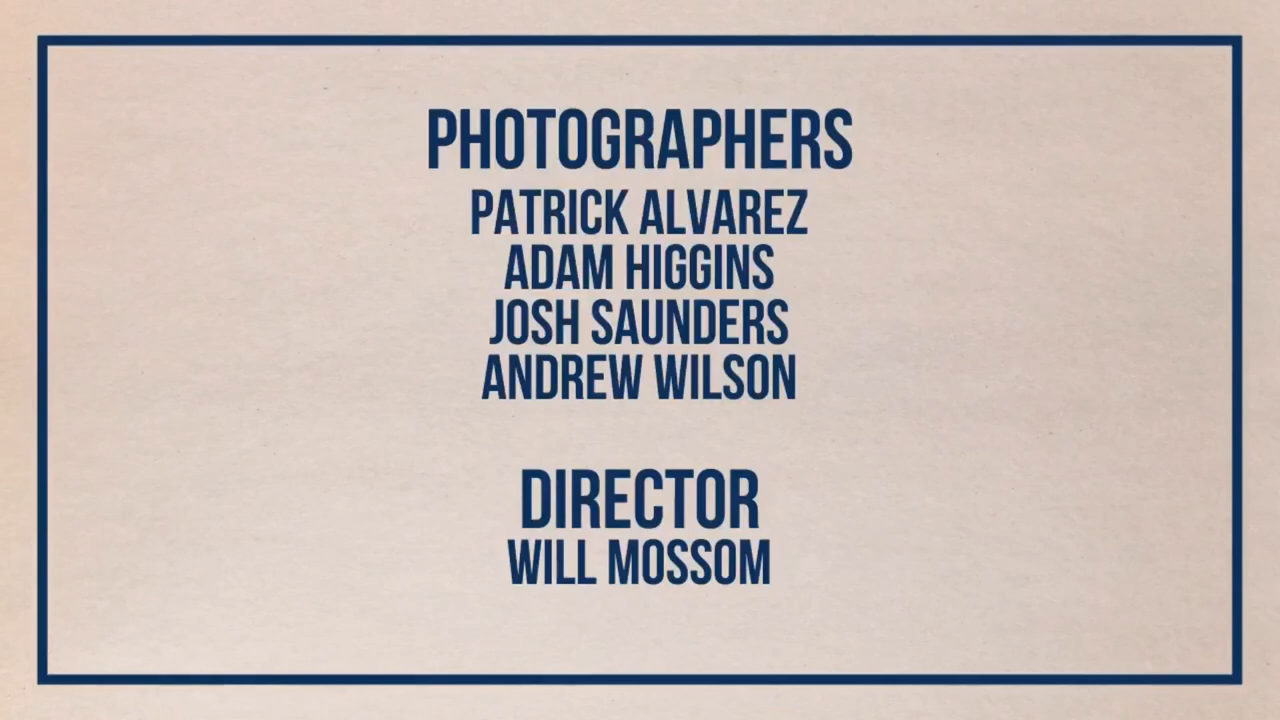 PHOTOGRAPHERS
PATRICK ALVAREZ
ADAM HIGGINS
JOSH SAUNDERS
ANDREW WILSON
DIRECTOR
WILL MOSSOM